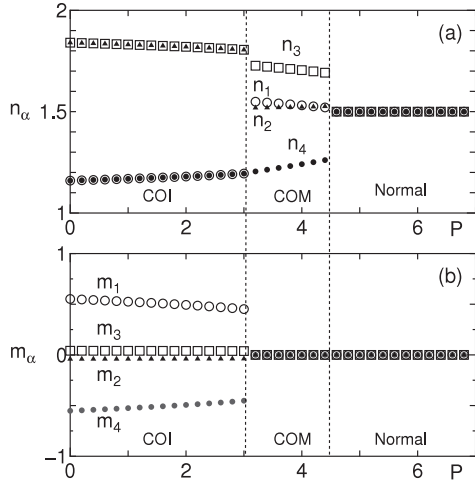 2
(a)
n3
nα
1.5
n1
n2
n4
COI
COM
Normal
1
0
2
4
6
P
1
(b)
m1
m3
mα
0
m2
m4
COI
COM
Normal
−1
0
2
4
6
P